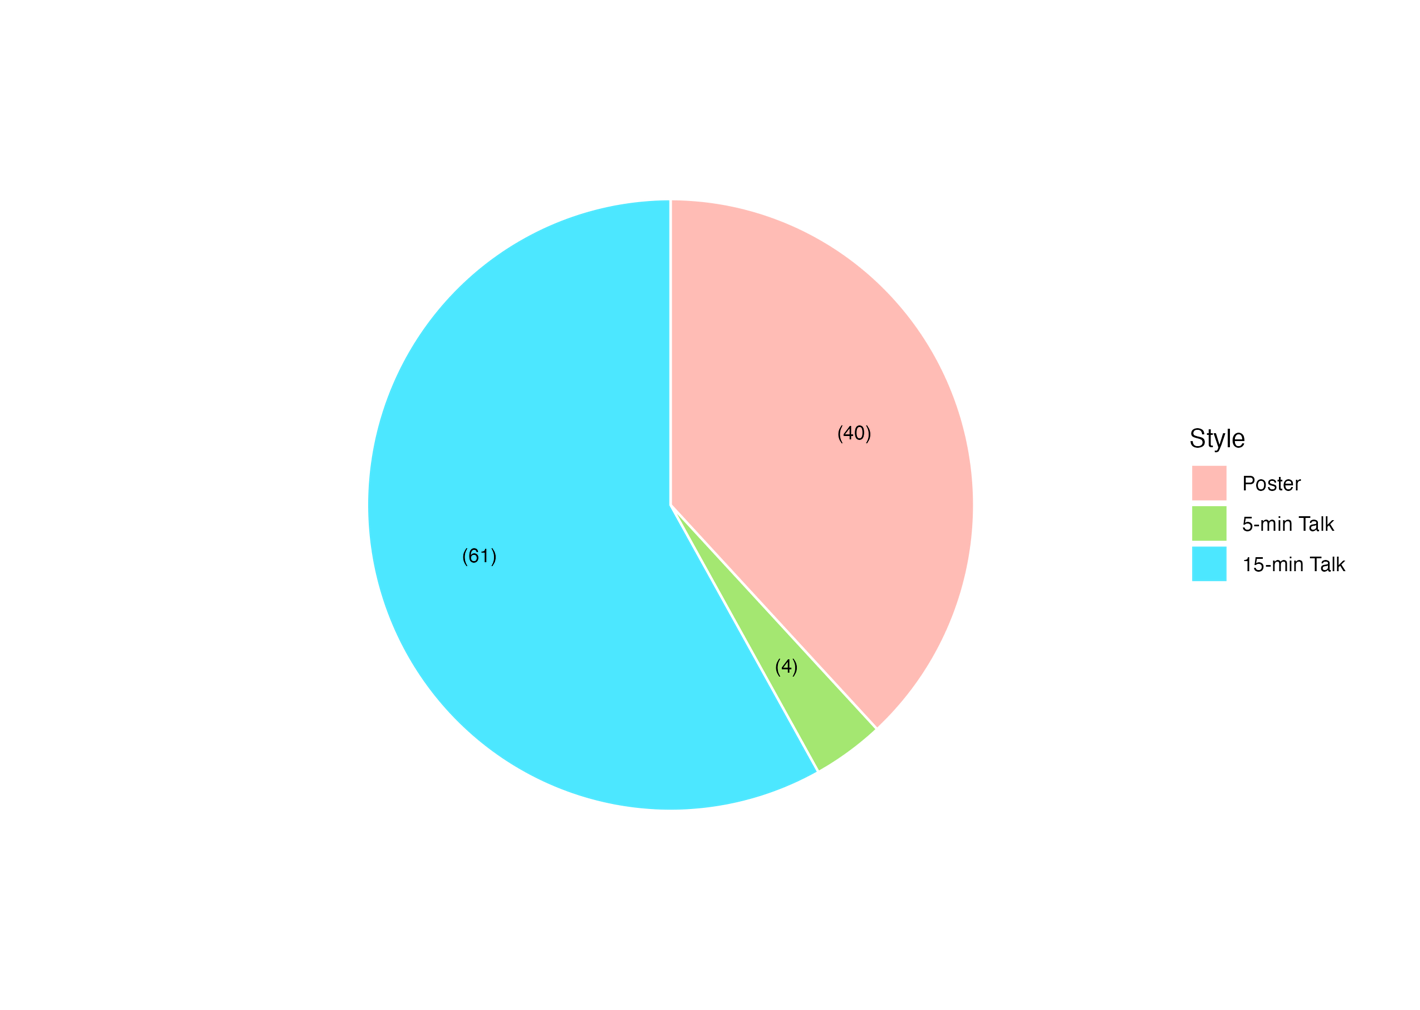 (40)
(61)
(4)
Style
Poster
5-min Talk
15-min Talk